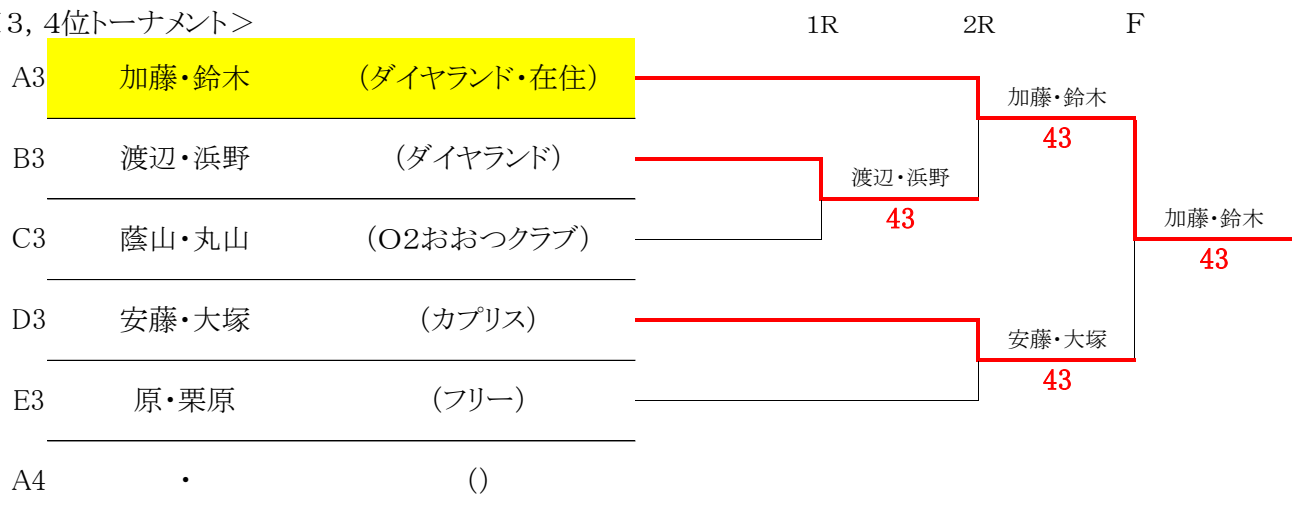 3, 4位トーナメント＞ 1R 2R F
A3 加藤・鈴木 (ダイヤランド・在住)
加藤・鈴木
43
B3 渡辺・浜野 (ダイヤランド)
渡辺・浜野
43
加藤・鈴木
43
C3 蔭山・丸山 (O2おおつクラブ)
D3 安藤・大塚 (カプリス)
安藤・大塚
43
E3 原・栗原 (フリー)
A4 ・ ()